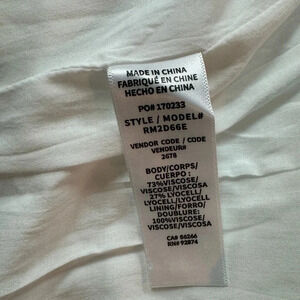 MADE IN CHINA
FABRIQUÉ EN CHINE
HECHO EN CHINA
PO# 170233
STYLE / MODEL#
RM2D66E
VENDOR CODE / CODE
VENDEUR#
2678
BODY/CORPS/
CUERPO :
73%VISCOSE/
VISCOSE/VISCOSA
27% LYOCELL/
LYOCELL/LYOCELL
LINING/FORRO/
DOUBLURE:
100%VISCOSE/
VISCOSE/VISCOSA
CA# 86266
RN# 92874